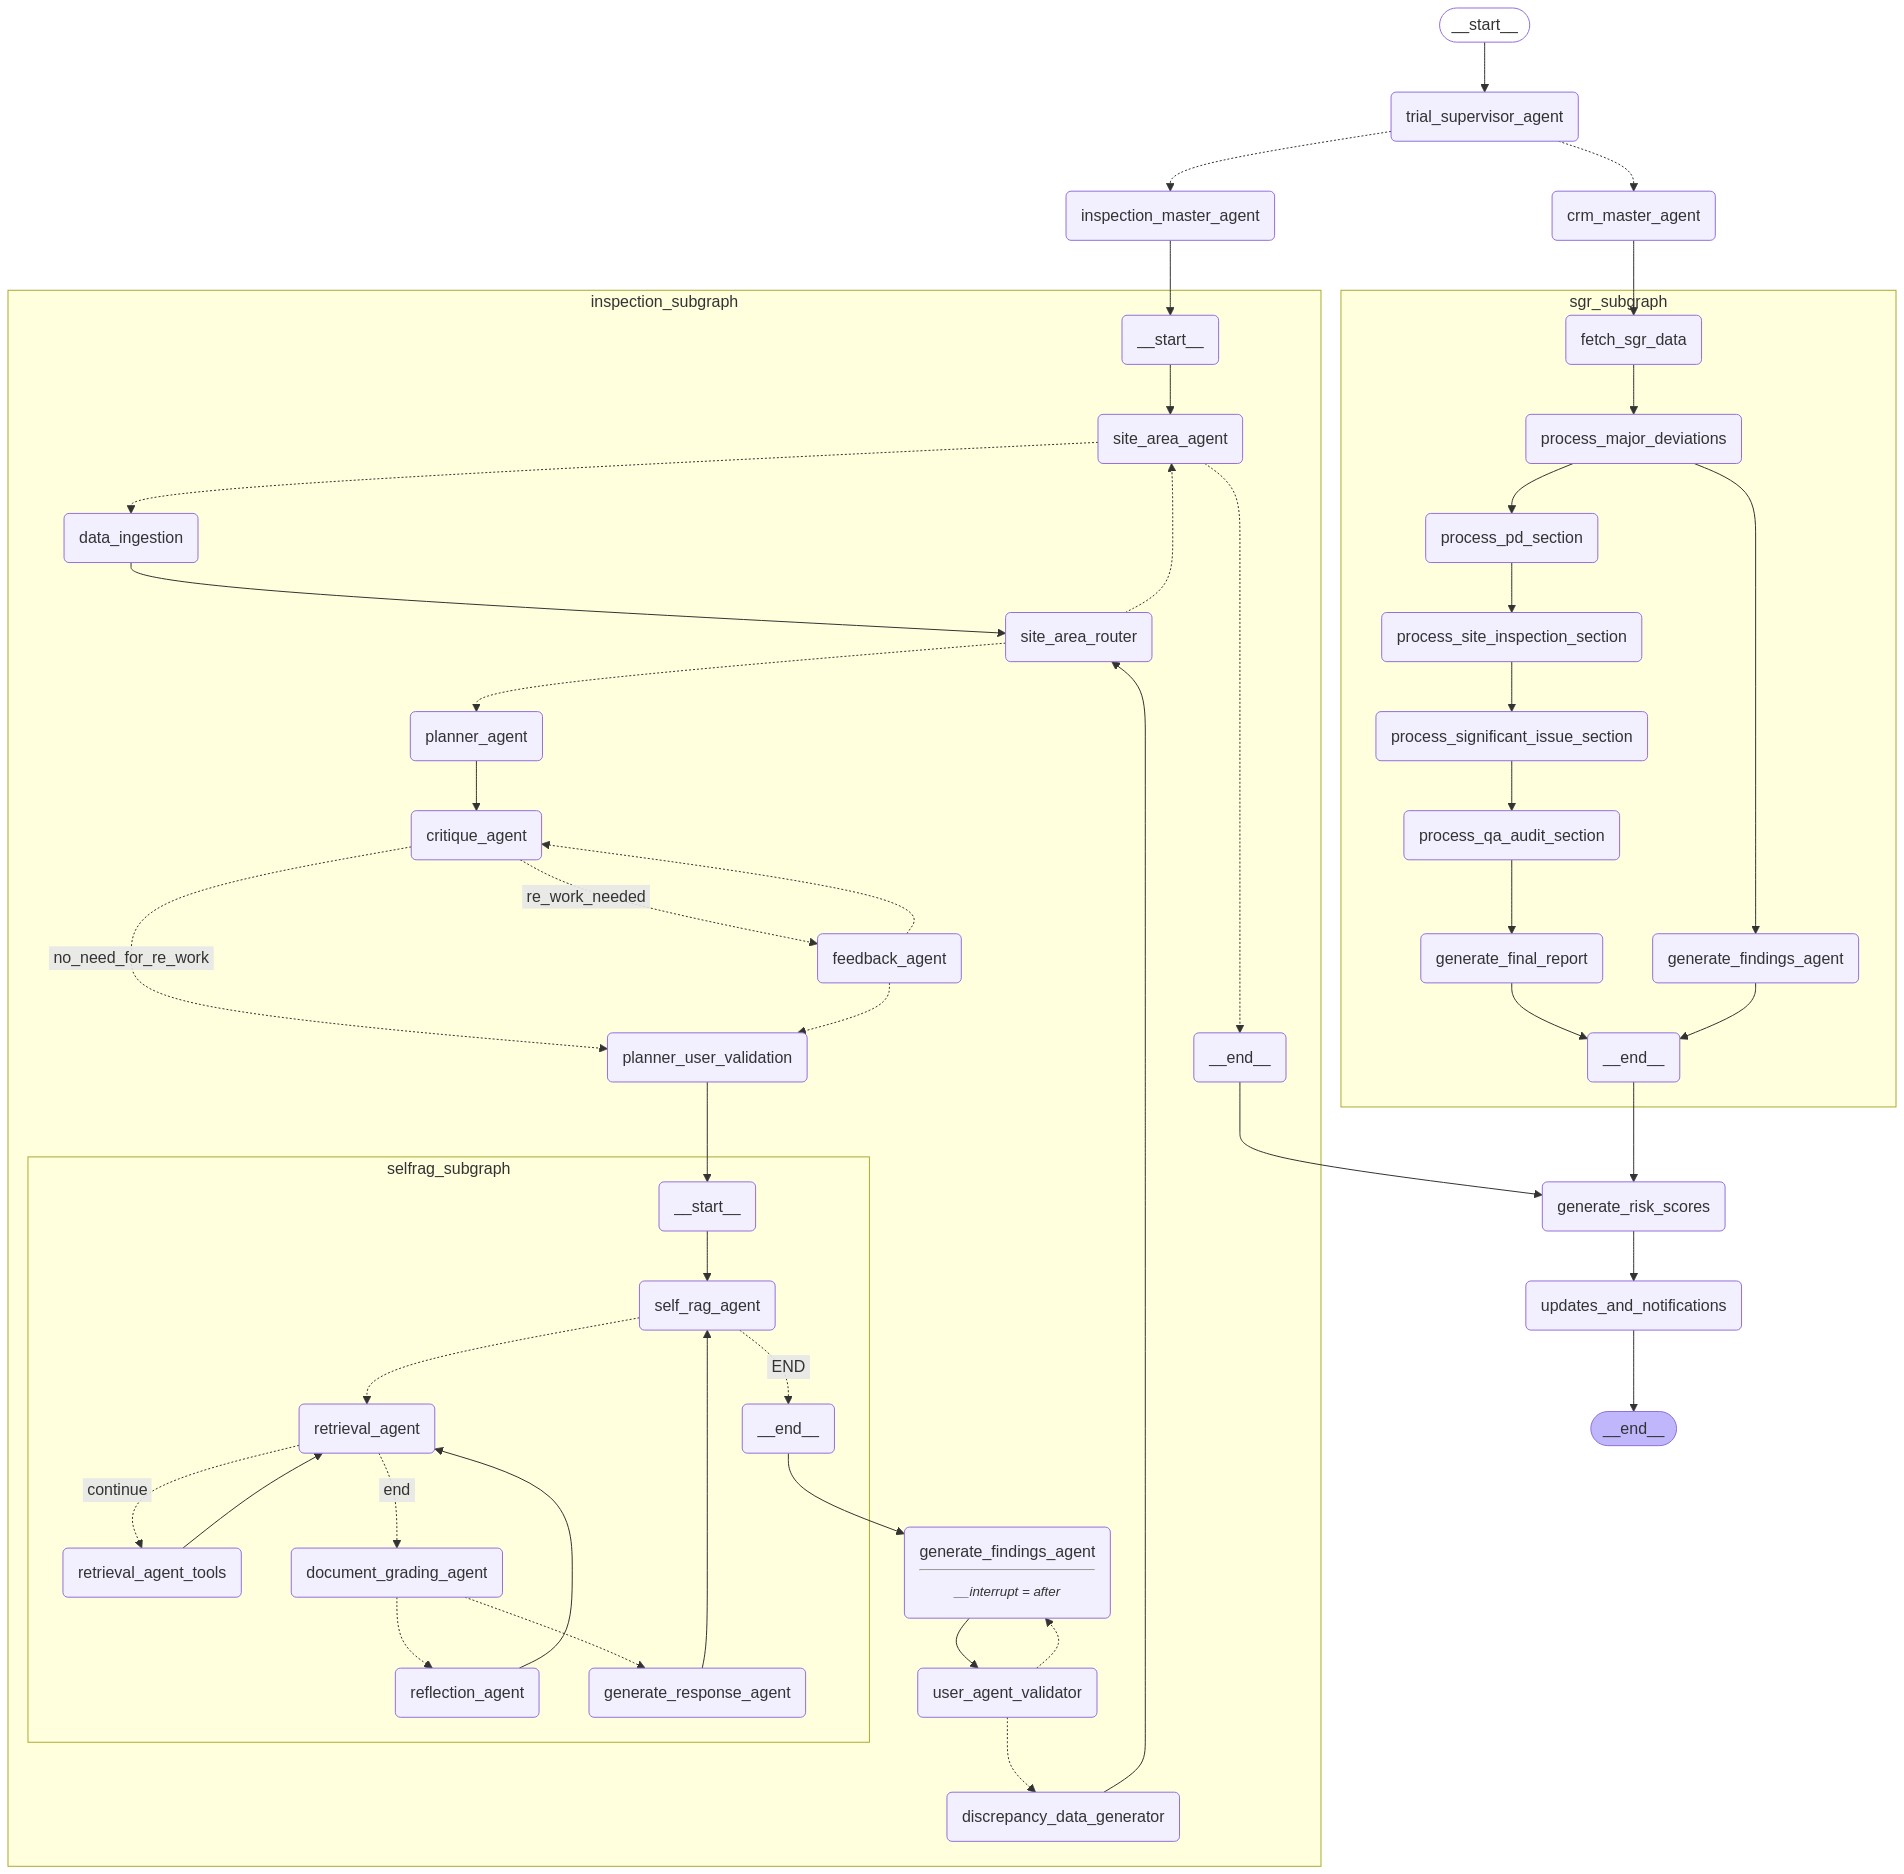 __start__
trial_supervisor_agent
inspection_master_agent
crm_master_agent
inspection_subgraph
sgr_subgraph
__start__
fetch_sgr_data
site_area_agent
process_major_deviations
data_ingestion
process_pd_section
site_area_router
process_site_inspection_section
planner_agent
process_significant_issue_section
critique_agent
process_qa_audit_section
re_work_needed
no_need_for_re_work
feedback_agent
generate_final_report
generate_findings_agent
planner_user_validation
__end__
__end__
selfrag_subgraph
__start__
generate_risk_scores
self_rag_agent
updates_and_notifications
END
retrieval_agent
__end__
__end__
continue
end
generate_findings_agent
__interrupt = after
retrieval_agent_tools
document_grading_agent
reflection_agent
generate_response_agent
user_agent_validator
discrepancy_data_generator